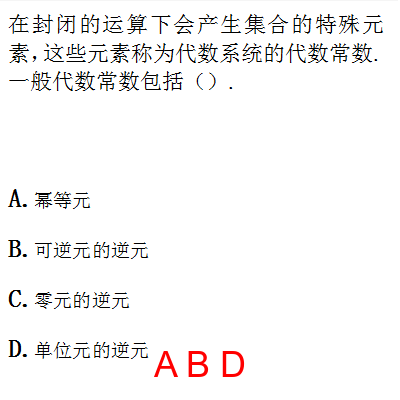 在封闭的运算下会产生集合的特殊元
素,这些元素称为代数系统的代数常数.
一般代数常数包括（）.
A. 幂等元
B. 可逆元的逆元
C. 零元的逆元
D. 单位元的逆元
A B D